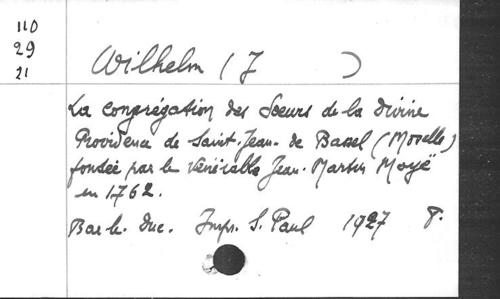 110
29
21
Wilhelm (J )
La congrégation des Sœurs de la Divine
Providence de Saint-Jean-de Bassel (Moselle)
fondée par le Vénérable Jean-Martin Moyë
en 1762.
Bar le-Duc. Impr. S. Paul 1927 8°.